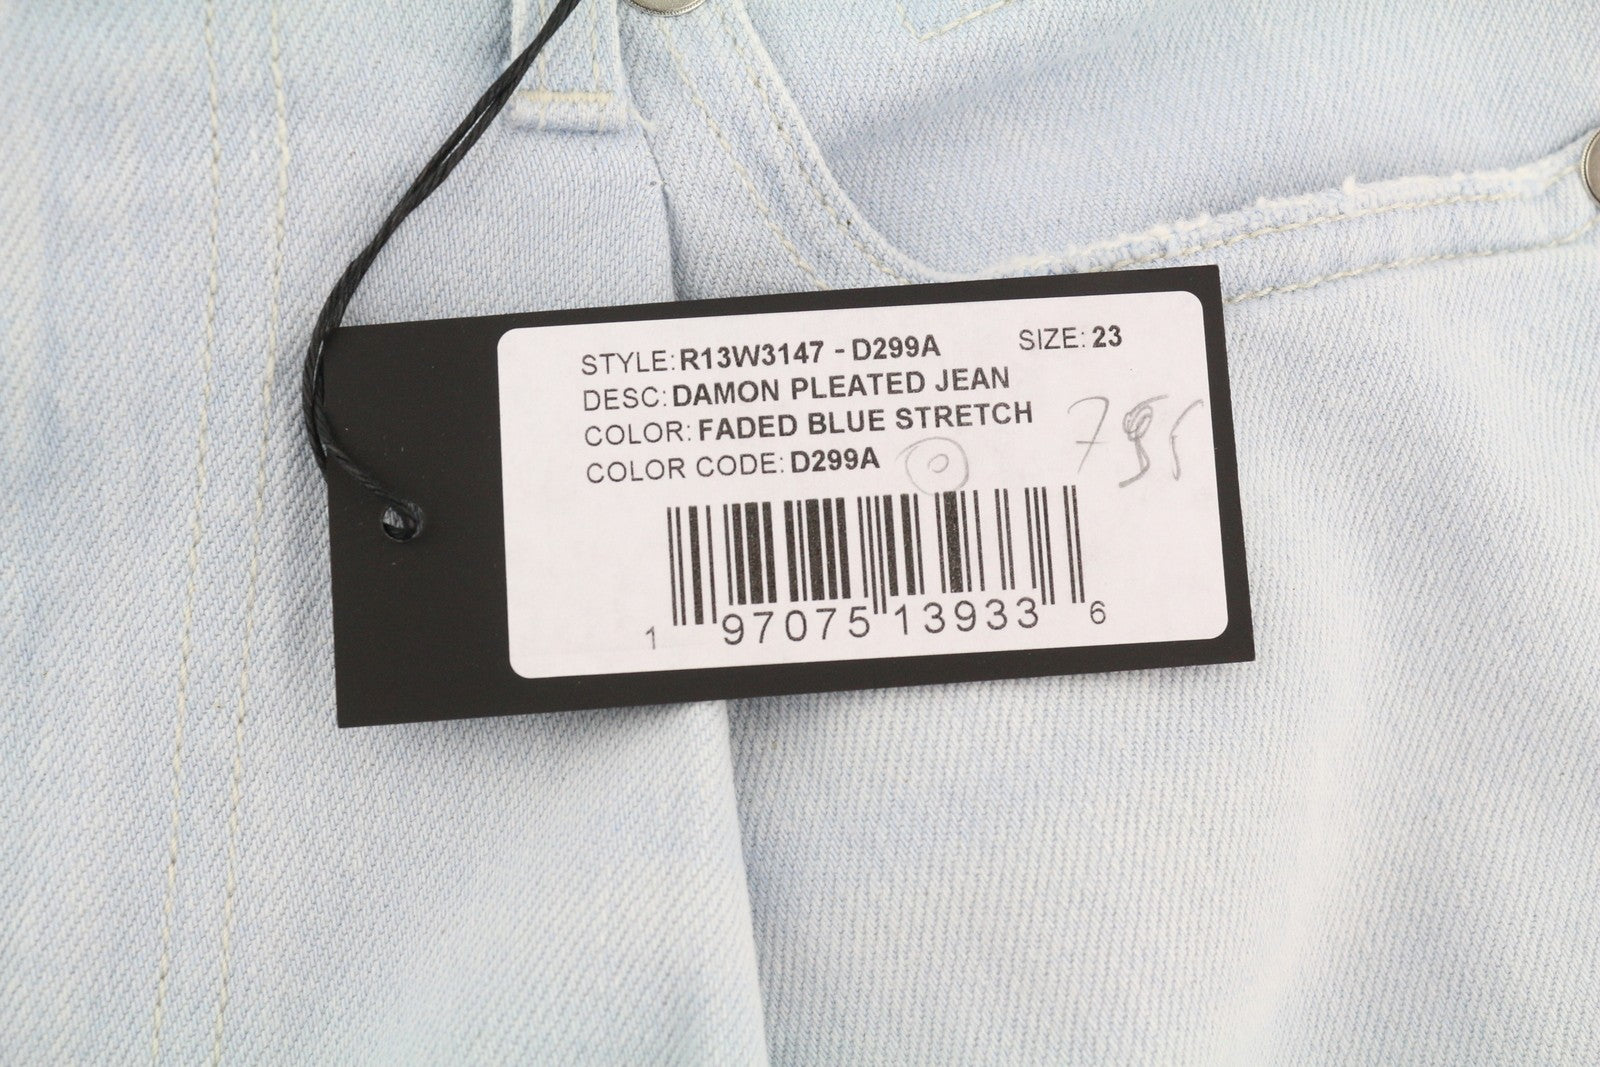 STYLE: R13W3147 - D299A SIZE: 23
DESC: DAMON PLEATED JEAN
COLOR: FADED BLUE STRETCH
COLOR CODE: D299A
1 97075 13933 6